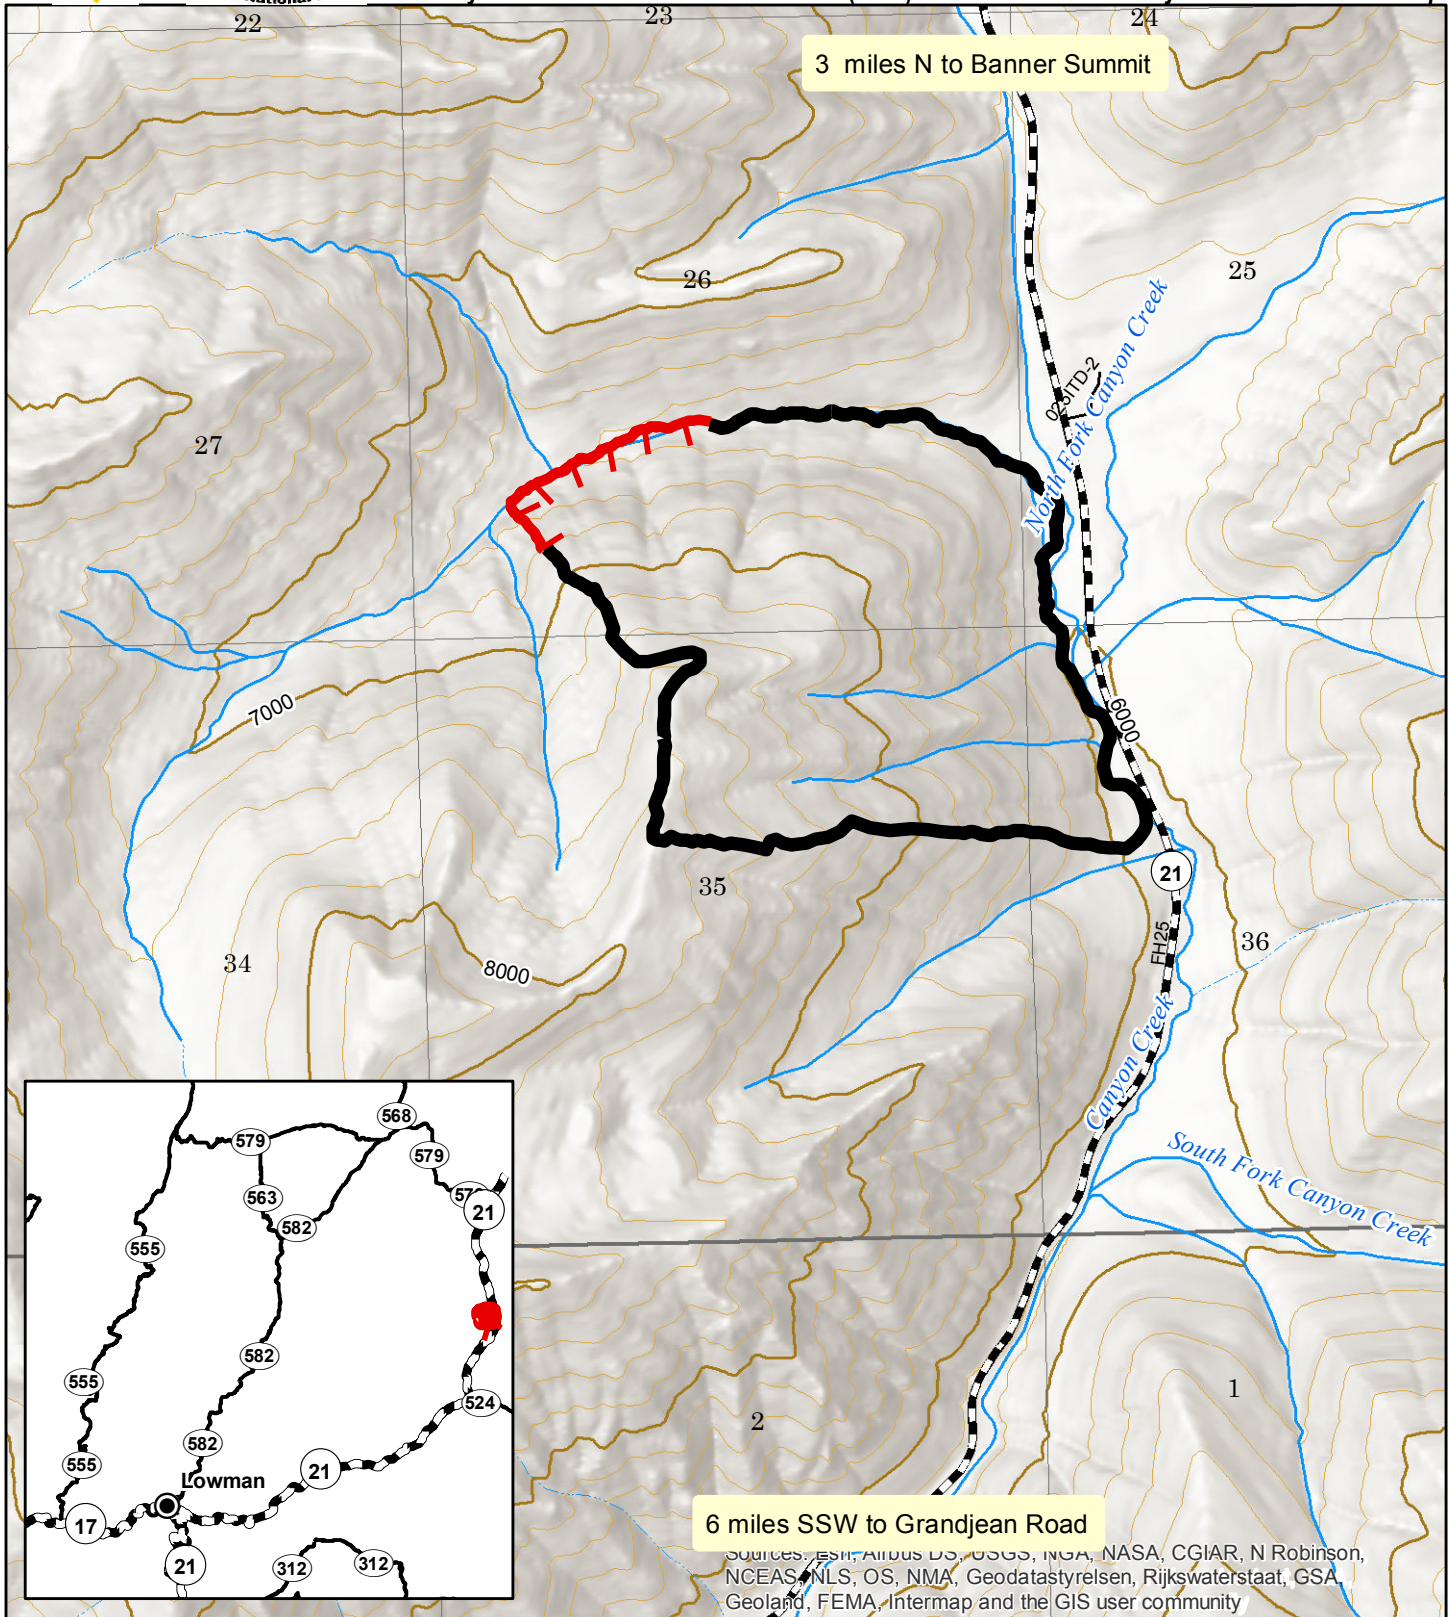 22
23
24
3 miles N to Banner Summit
26
25
023ITD-2
North Fork Canyon Creek
27
7000
6000
21
35
36
FH25
34
8000
Canyon Creek
South Fork Canyon Creek
568
579
579
563
582
21
555
582
555
524
582
555
Lowman
21
17
21
312
312
1
2
6 miles SSW to Grandjean Road
Sources: Esri, Airbus DS, USGS, NGA, NASA, CGIAR, N Robinson,
NCEAS, NLS, OS, NMA, Geodatastyrelsen, Rijkswaterstaat, GSA,
Geoland, FEMA, Intermap and the GIS user community